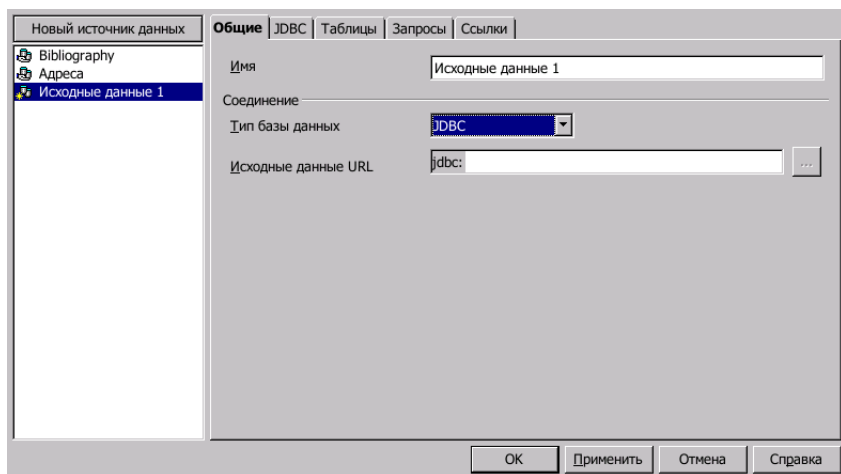 Новый источник данных
Bibliography
Адреса
Исходные данные 1
Общие JDBC Таблицы Запросы Ссылки
Имя Исходные данные 1
Соединение
Тип базы данных JDBC
Исходные данные URL jdbc: ...
OK Применить Отмена Справка